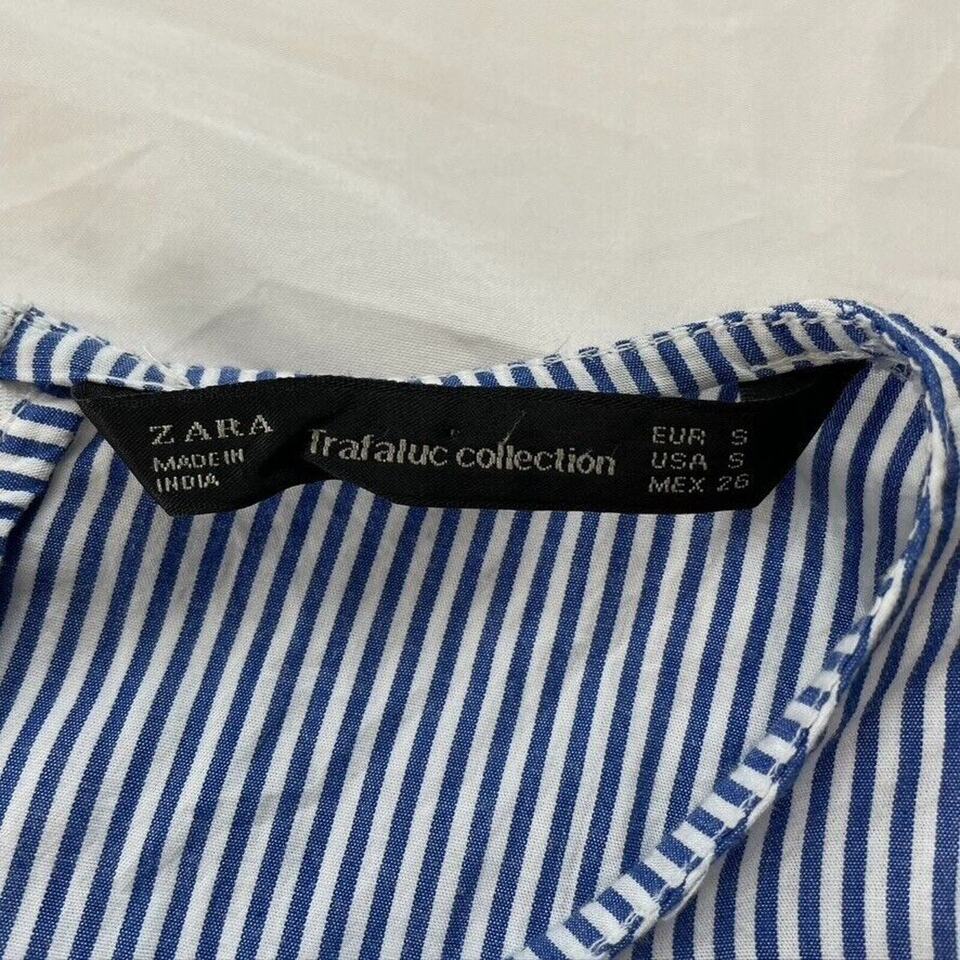 ZARA
MADE IN
INDIA
Trafaluc collection
EUR S
USA S
MEX 26